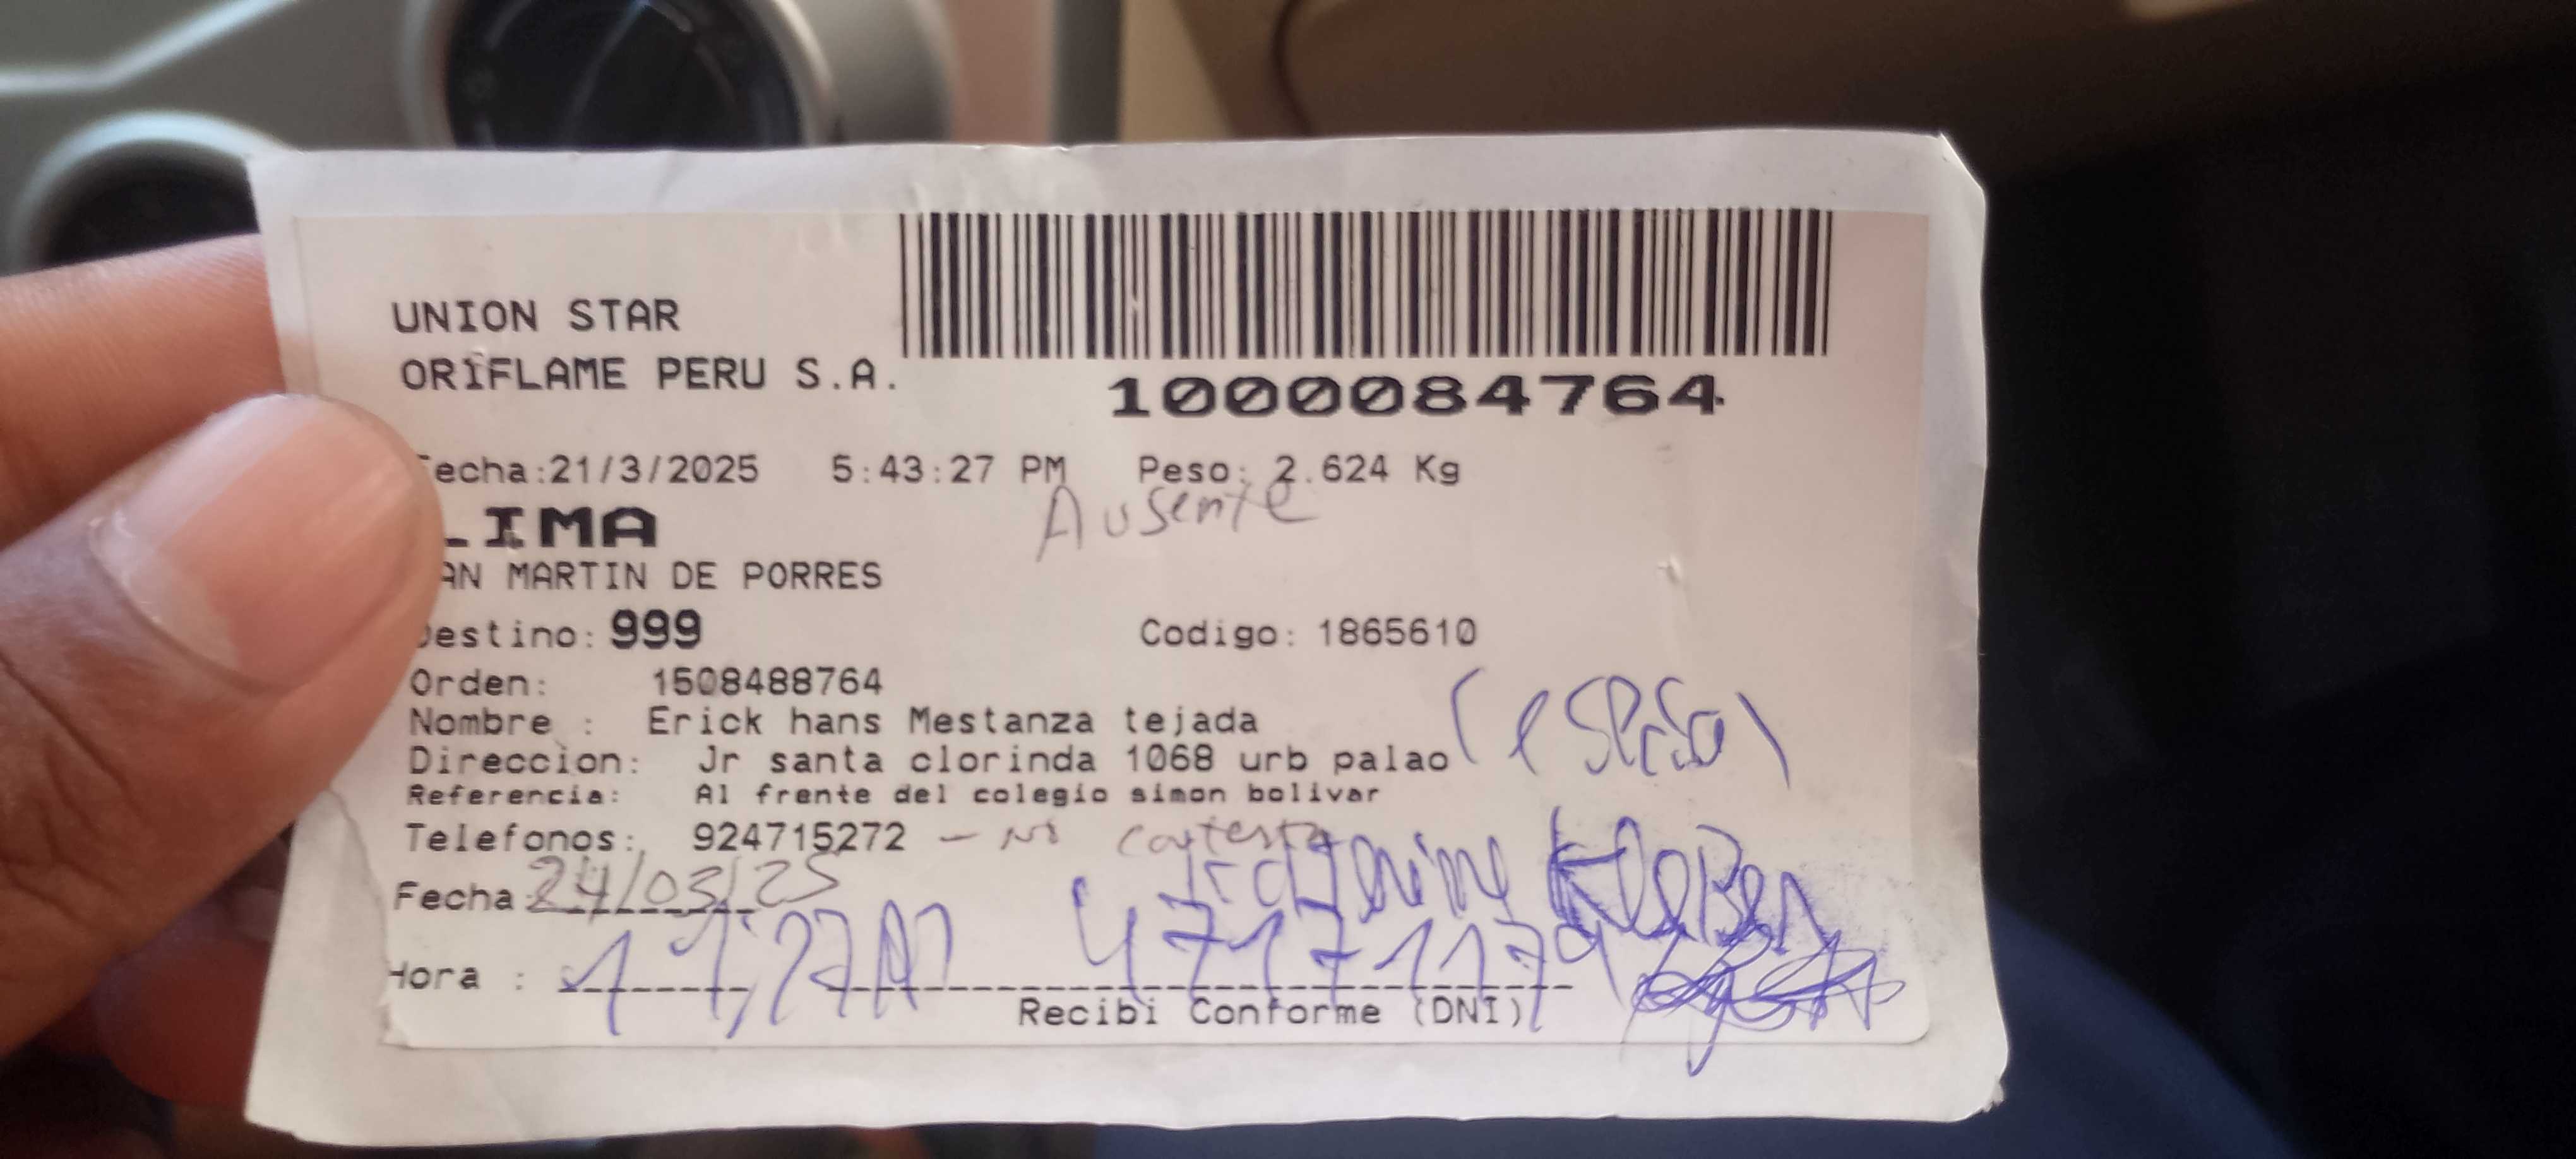 UNION STAR
ORIFLAME PERU S.A.
1000084764
Fecha:21/3/2025 5:43:27 PM Peso: 2.624 Kg
Ausente
LIMA
AN MARTIN DE PORRES
Destino: 999 Codigo: 1865610
Orden: 1508488764
Nombre : Erick hans Mestanza tejada
Direccion: Jr santa clorinda 1068 urb palao
Referencia: Al frente del colegio simon bolivar
Telefonos: 924715272 - No contesta
Fecha 24/03/25
Hora :
Recibi Conforme (DNI)